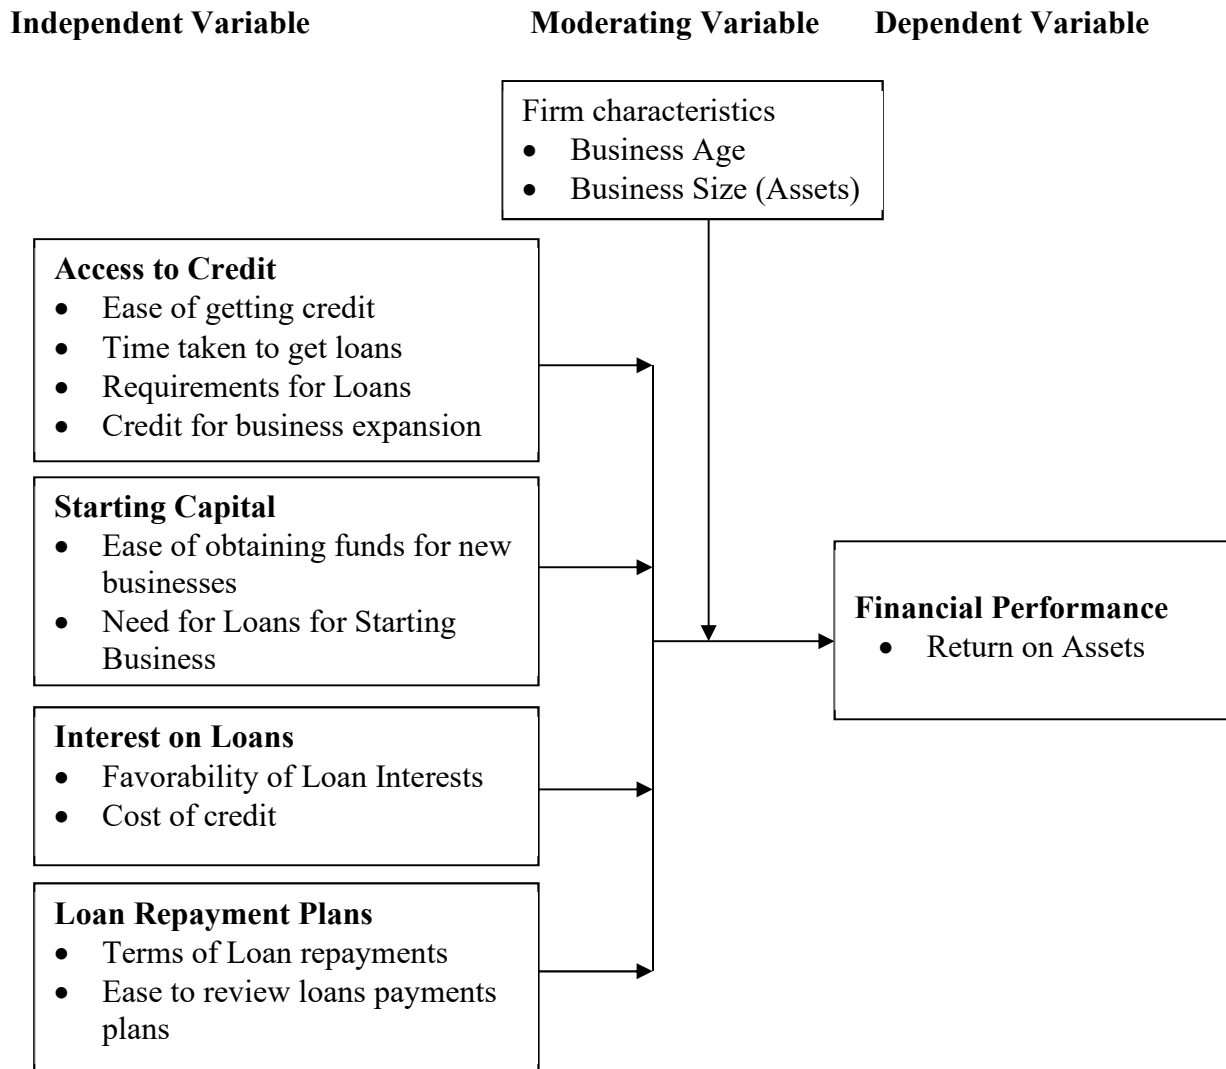 Independent Variable
Moderating Variable
Dependent Variable
Firm characteristics
• Business Age
• Business Size (Assets)
Access to Credit
• Ease of getting credit
• Time taken to get loans
• Requirements for Loans
• Credit for business expansion
Starting Capital
• Ease of obtaining funds for new
businesses
• Need for Loans for Starting
Business
Financial Performance
• Return on Assets
Interest on Loans
• Favorability of Loan Interests
• Cost of credit
Loan Repayment Plans
• Terms of Loan repayments
• Ease to review loans payments
plans